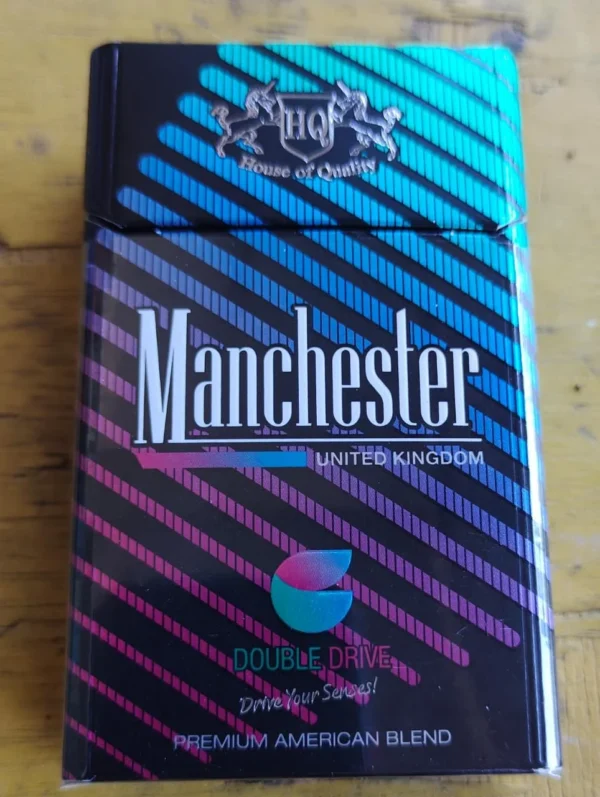 HQ
House of Quality
Manchester
UNITED KINGDOM
DOUBLE DRIVE
Drive Your Senses!
PREMIUM AMERICAN BLEND